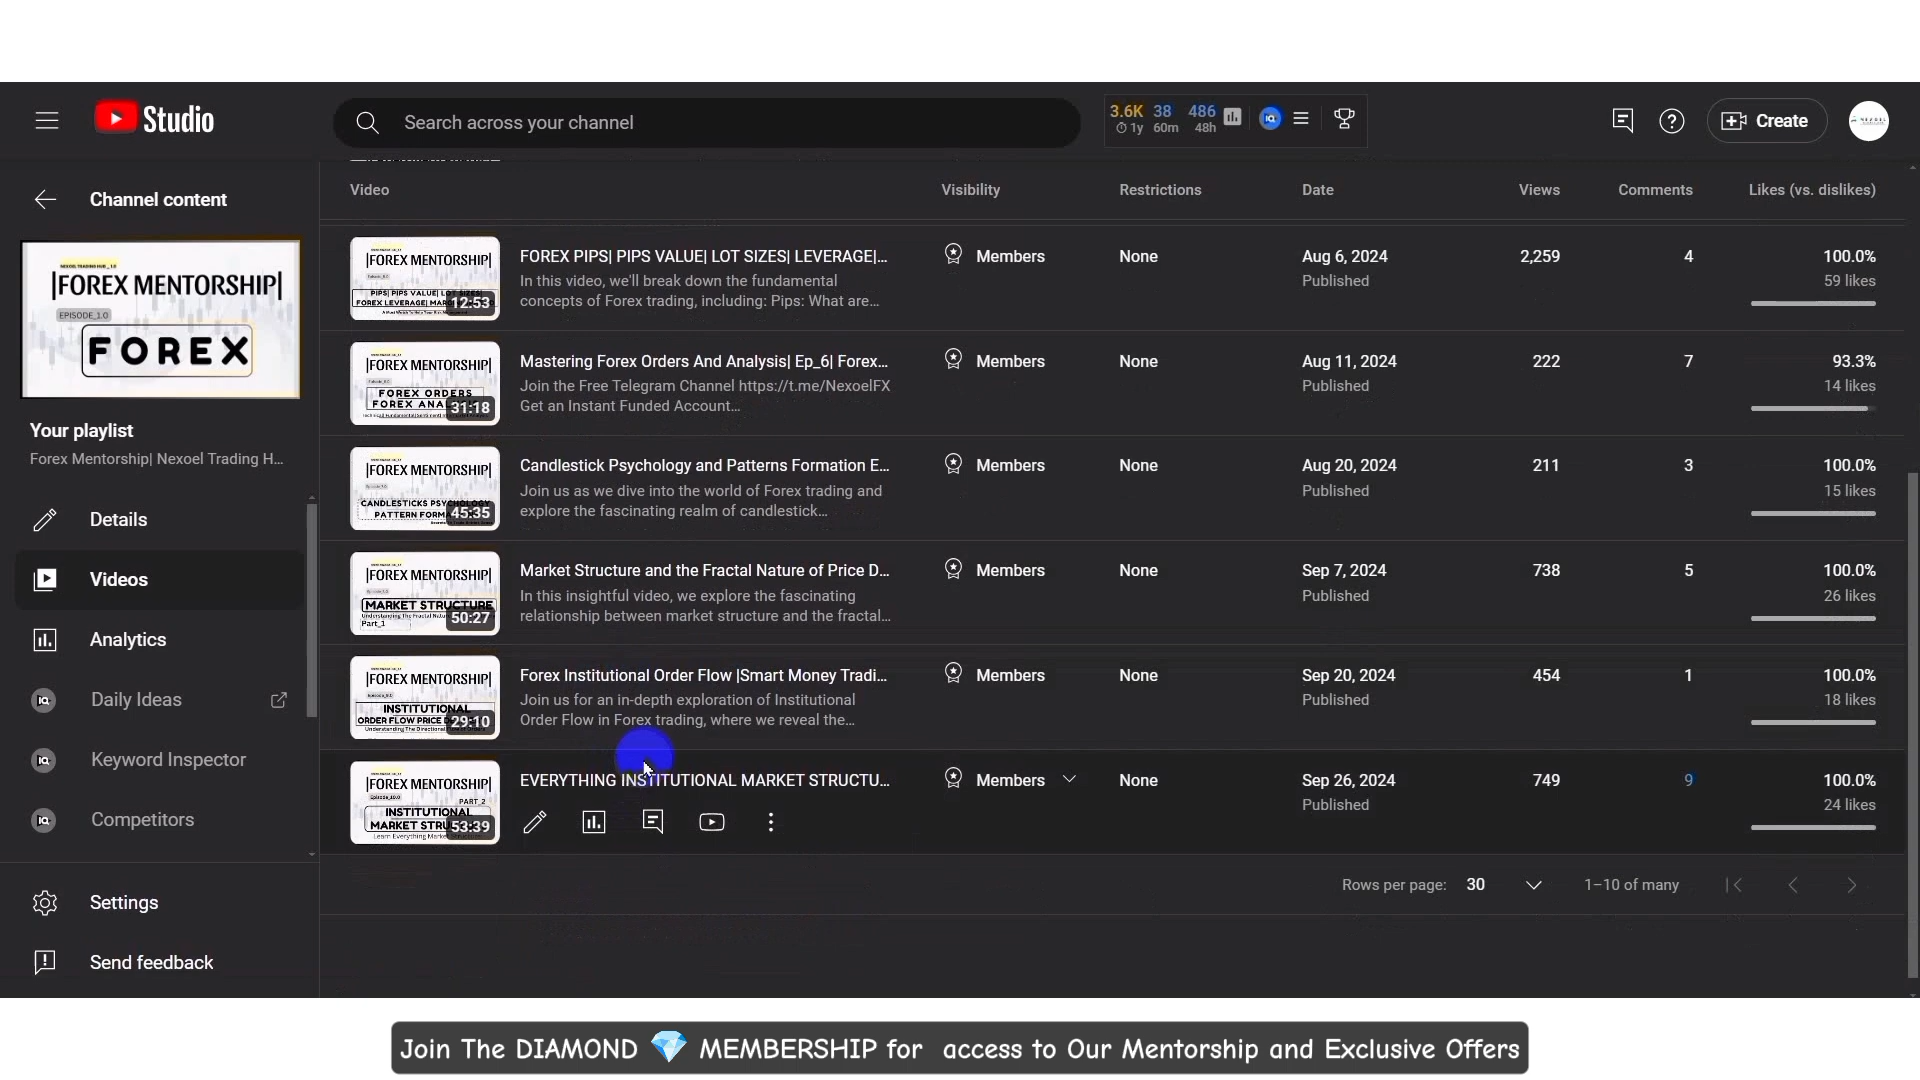 Studio
Search across your channel
3.6K 38 486
1y 60m 48h
Create
Channel content
|FOREX MENTORSHIP|
EPISODE_1.0
FOREX
Your playlist
Forex Mentorship| Nexoel Trading H...
Details
Videos
Analytics
Daily Ideas
Keyword Inspector
Competitors
Settings
Send feedback
Video Visibility Restrictions Date Views Comments Likes (vs. dislikes)
|FOREX MENTORSHIP|
12:53
FOREX PIPS| PIPS VALUE| LOT SIZES| LEVERAGE|...
In this video, we'll break down the fundamental
concepts of Forex trading, including: Pips: What are...
Members None Aug 6, 2024 2,259 4 100.0%
Published 59 likes
|FOREX MENTORSHIP|
FOREX ORDERS
31:18
Mastering Forex Orders And Analysis| Ep_6| Forex...
Join the Free Telegram Channel https://t.me/NexoelFX
Get an Instant Funded Account...
Members None Aug 11, 2024 222 7 93.3%
Published 14 likes
|FOREX MENTORSHIP|
CANDLESTICKS PSYCHOLOGY
45:35
Candlestick Psychology and Patterns Formation E...
Join us as we dive into the world of Forex trading and
explore the fascinating realm of candlestick...
Members None Aug 20, 2024 211 3 100.0%
Published 15 likes
|FOREX MENTORSHIP|
MARKET STRUCTURE
Part_1
50:27
Market Structure and the Fractal Nature of Price D...
In this insightful video, we explore the fascinating
relationship between market structure and the fractal...
Members None Sep 7, 2024 738 5 100.0%
Published 26 likes
|FOREX MENTORSHIP|
INSTITUTIONAL
29:10
Forex Institutional Order Flow |Smart Money Tradi...
Join us for an in-depth exploration of Institutional
Order Flow in Forex trading, where we reveal the...
Members None Sep 20, 2024 454 1 100.0%
Published 18 likes
|FOREX MENTORSHIP|
PART_2
INSTITUTIONAL
53:39
EVERYTHING INSTITUTIONAL MARKET STRUCTU...
Members None Sep 26, 2024 749 9 100.0%
Published 24 likes
Rows per page: 30 1–10 of many
Join The DIAMOND 💎 MEMBERSHIP for access to Our Mentorship and Exclusive Offers